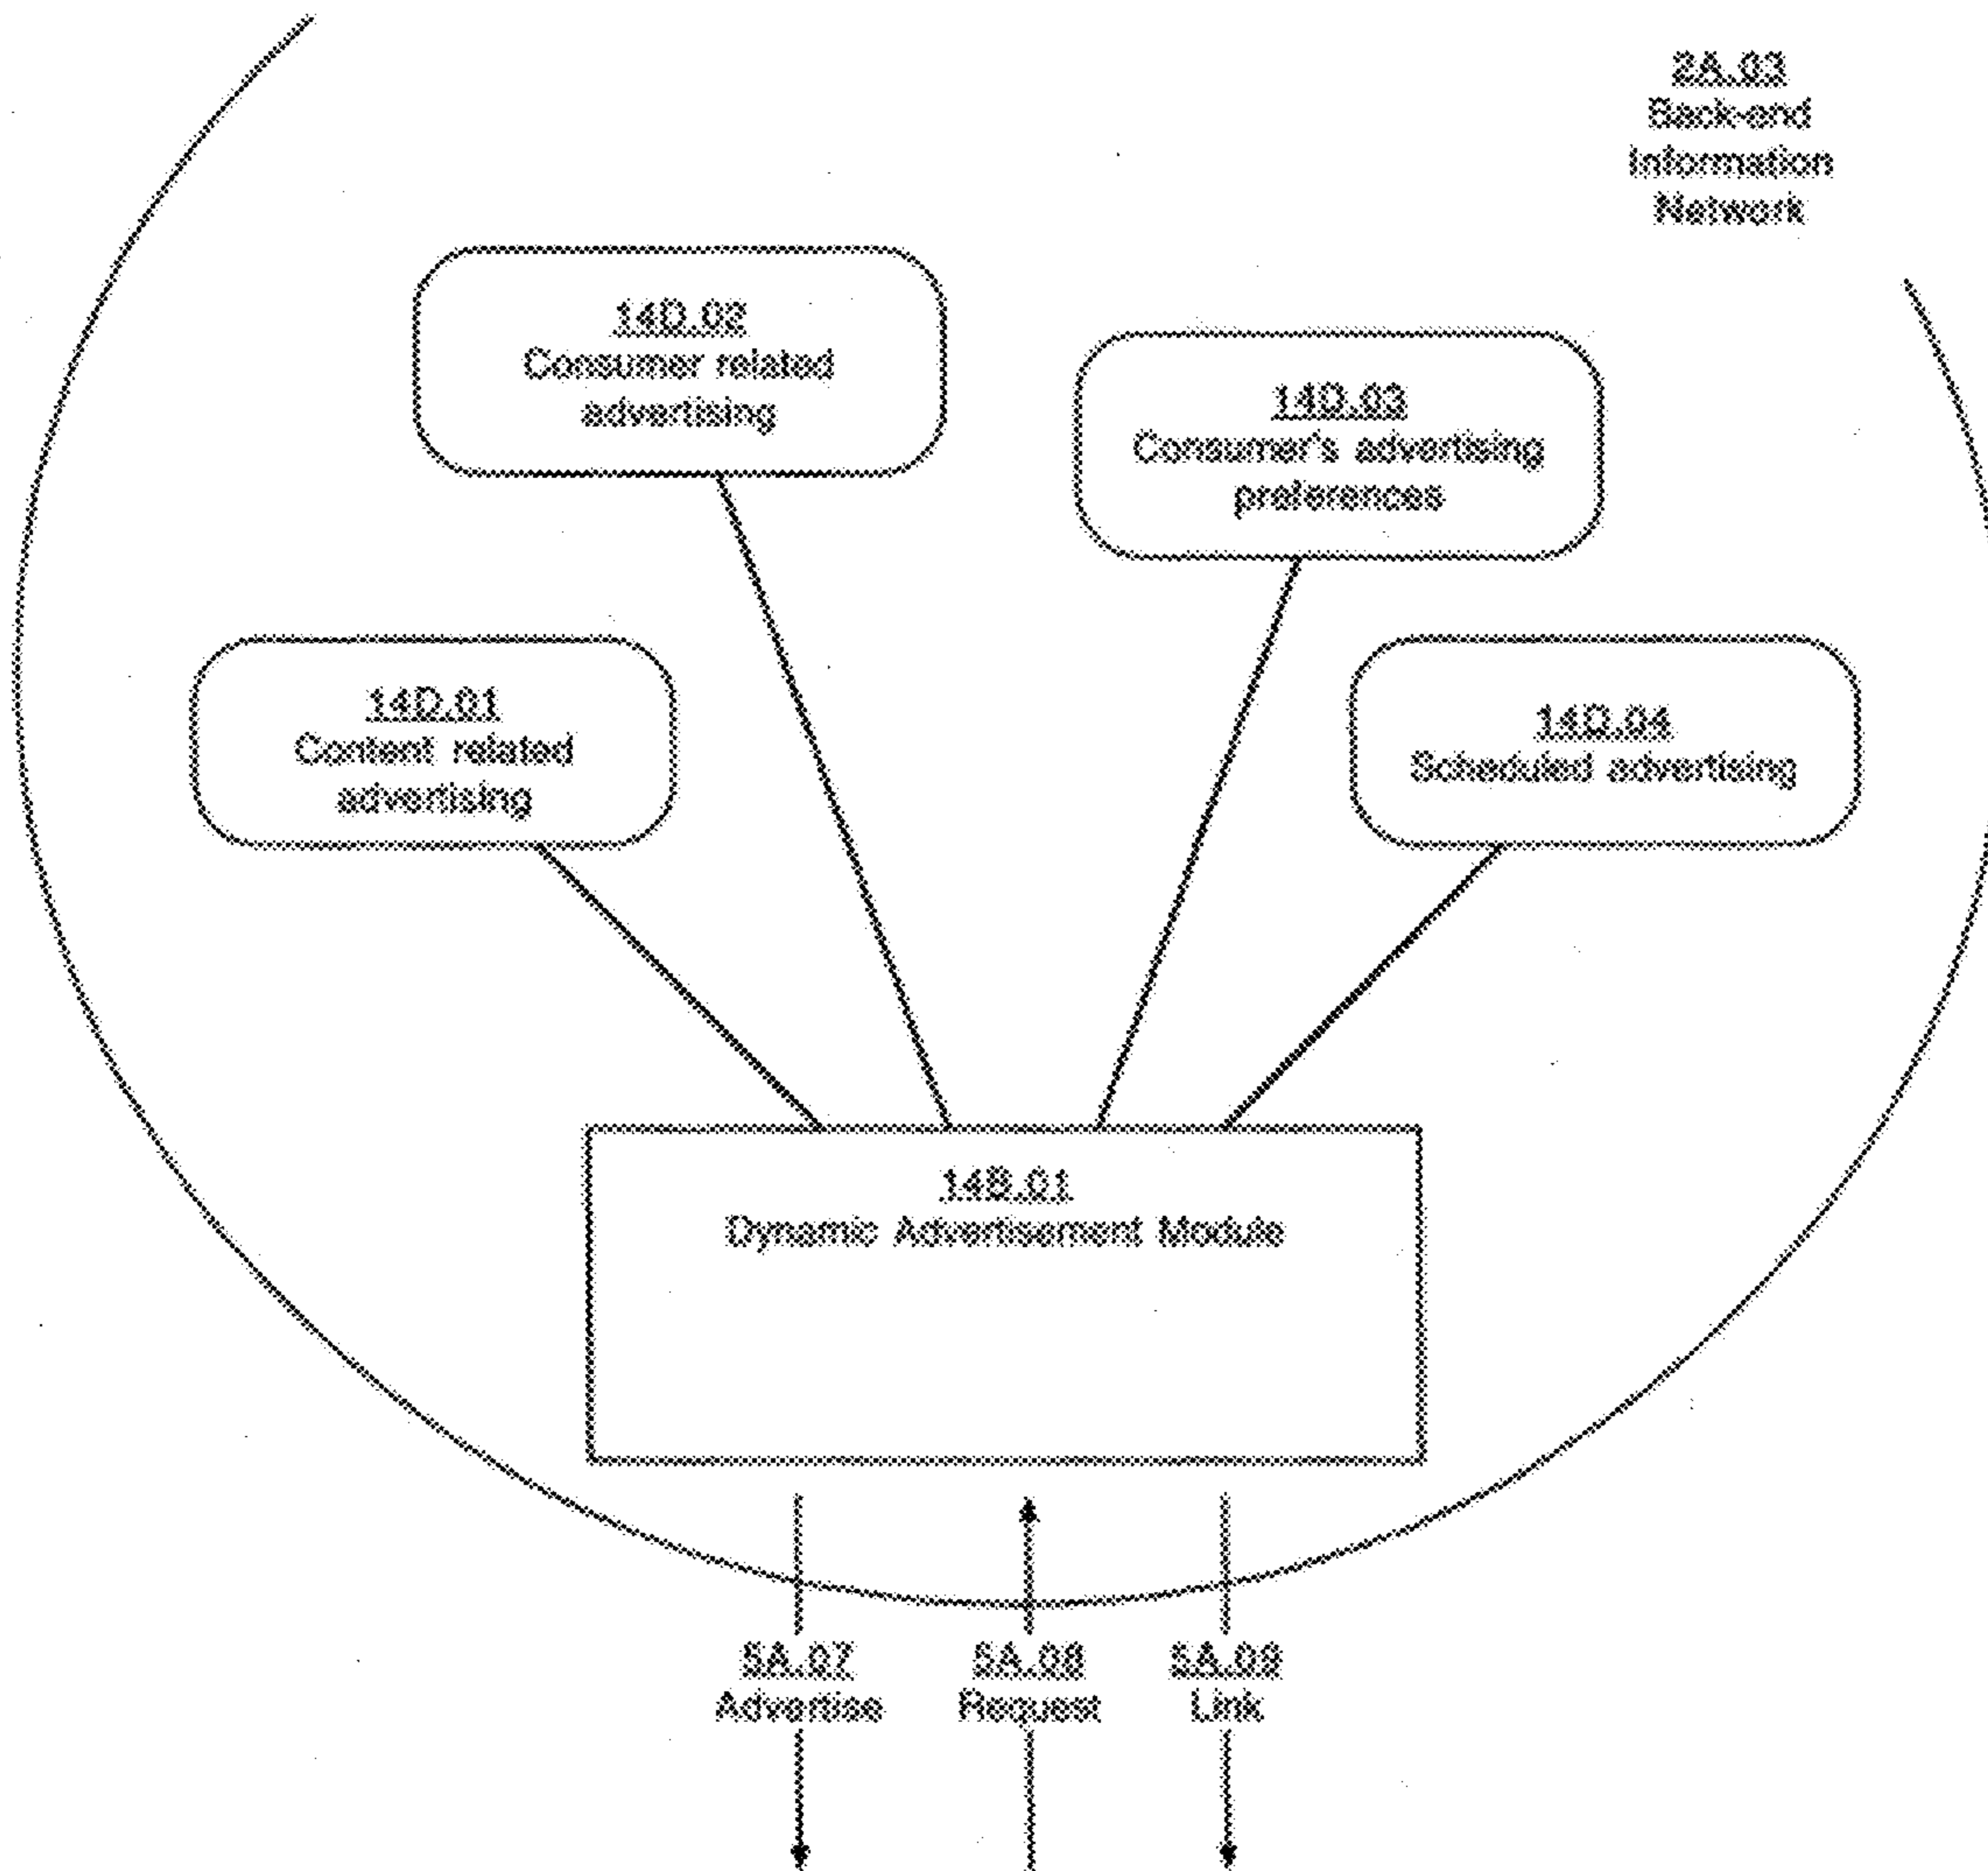 2A.03
Back-end
Information
Network
14D.02
Consumer related
advertising
14D.03
Consumer's advertising
preferences
14D.01
Content related
advertising
14D.04
Scheduled advertising
14B.01
Dynamic Advertisement Module
5A.07
Advertise
5A.08
Request
5A.09
Link